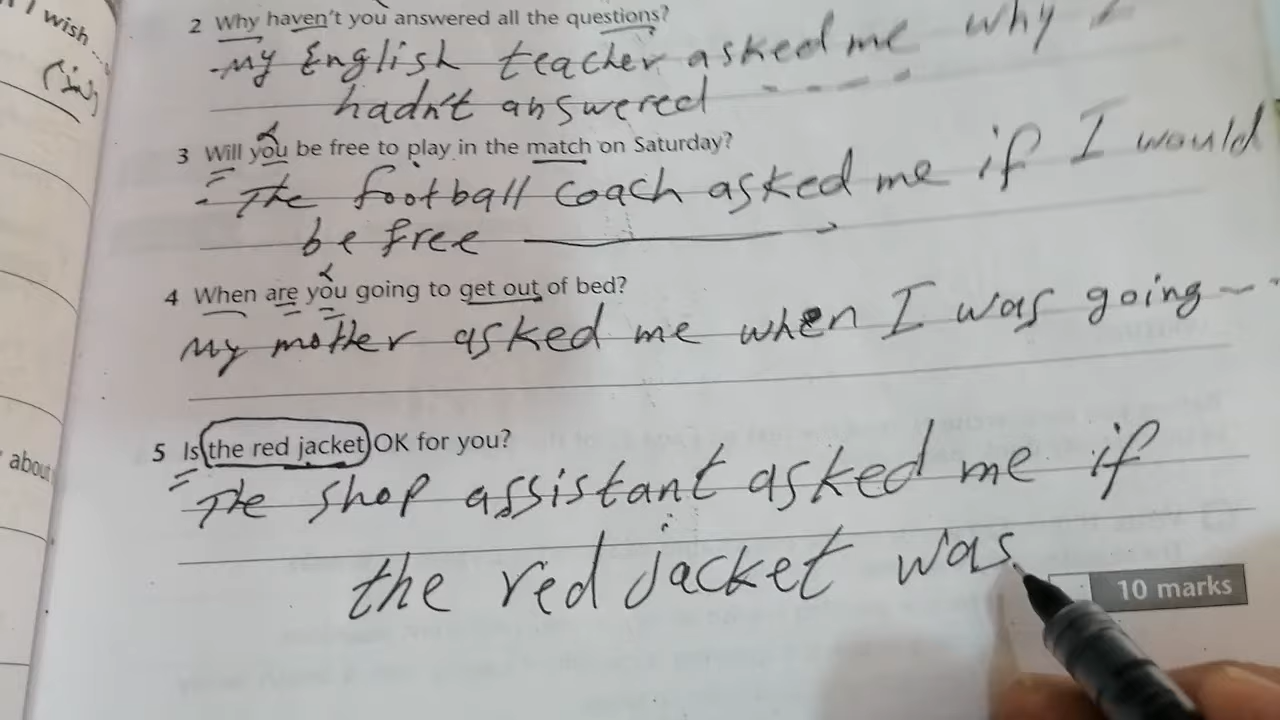 I wish ...
2 Why haven't you answered all the questions?
My English teacher asked me why I
hadn't answered - - - -
3 Will you be free to play in the match on Saturday?
The football coach asked me if I would
be free
4 When are you going to get out of bed?
My mother asked me when I was going - -
about
5 Is the red jacket OK for you?
The shop assistant asked me if
the red jacket was
10 marks